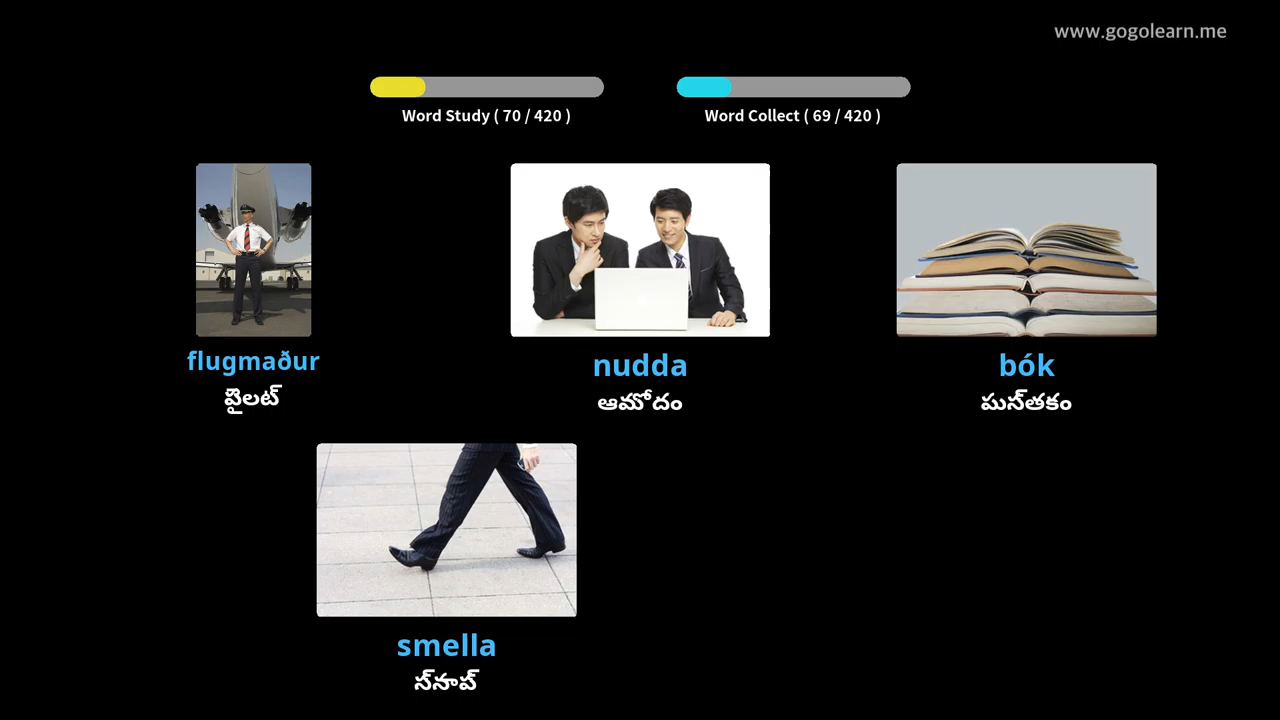 www.gogolearn.me
Word Study ( 70 / 420 )
Word Collect ( 69 / 420 )
flugmaður
పైలట్
nudda
ఆమోదం
bók
పుస్తకం
smella
స్నాప్